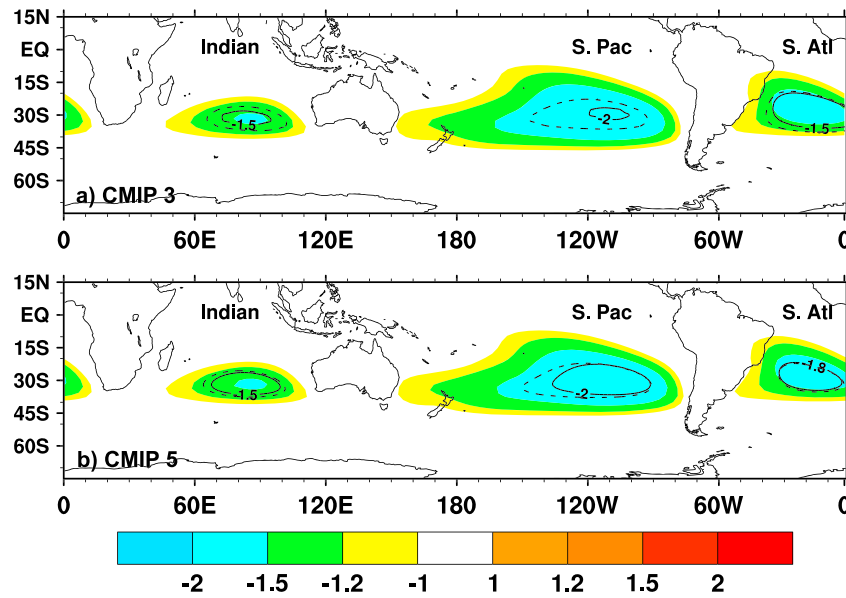 15N
EQ
15S
30S
45S
60S
Indian
S. Pac
S. Atl
-1.5
-2
-1.5
a) CMIP 3
0
60E
120E
180
120W
60W
0
15N
EQ
15S
30S
45S
60S
Indian
S. Pac
S. Atl
-1.5
-2
-1.8
b) CMIP 5
0
60E
120E
180
120W
60W
0
-2
-1.5
-1.2
-1
1
1.2
1.5
2